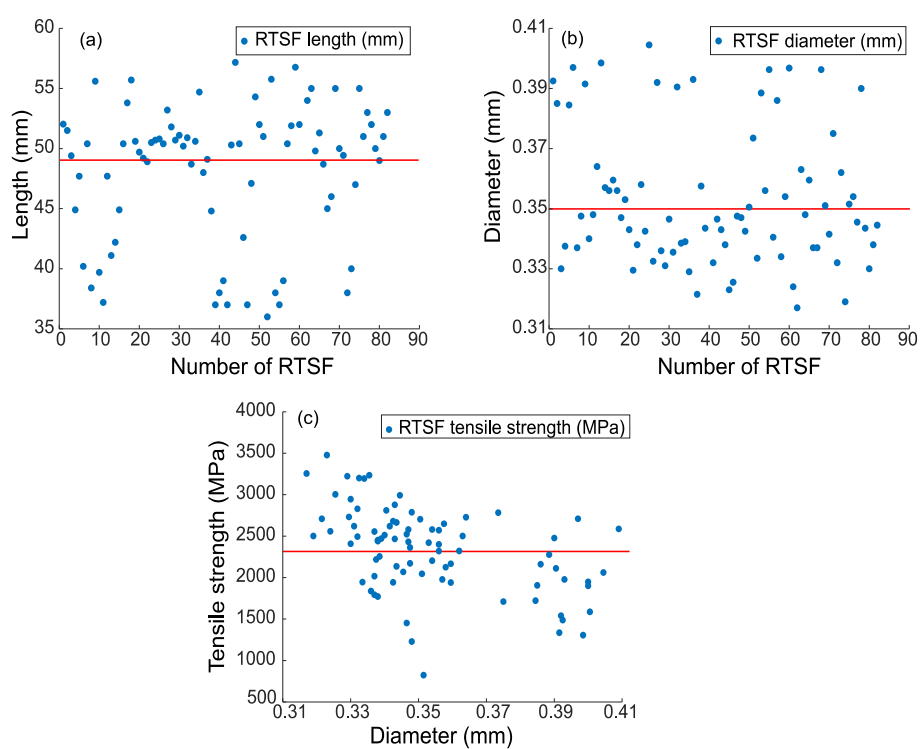 (a)
RTSF length (mm)
60
55
50
45
40
35
Length (mm)
0 10 20 30 40 50 60 70 80 90
Number of RTSF
(b)
RTSF diameter (mm)
0.41
0.39
0.37
0.35
0.33
0.31
Diameter (mm)
0 10 20 30 40 50 60 70 80 90
Number of RTSF
(c)
RTSF tensile strength (MPa)
4000
3500
3000
2500
2000
1500
1000
500
Tensile strength (MPa)
0.31 0.33 0.35 0.37 0.39 0.41
Diameter (mm)